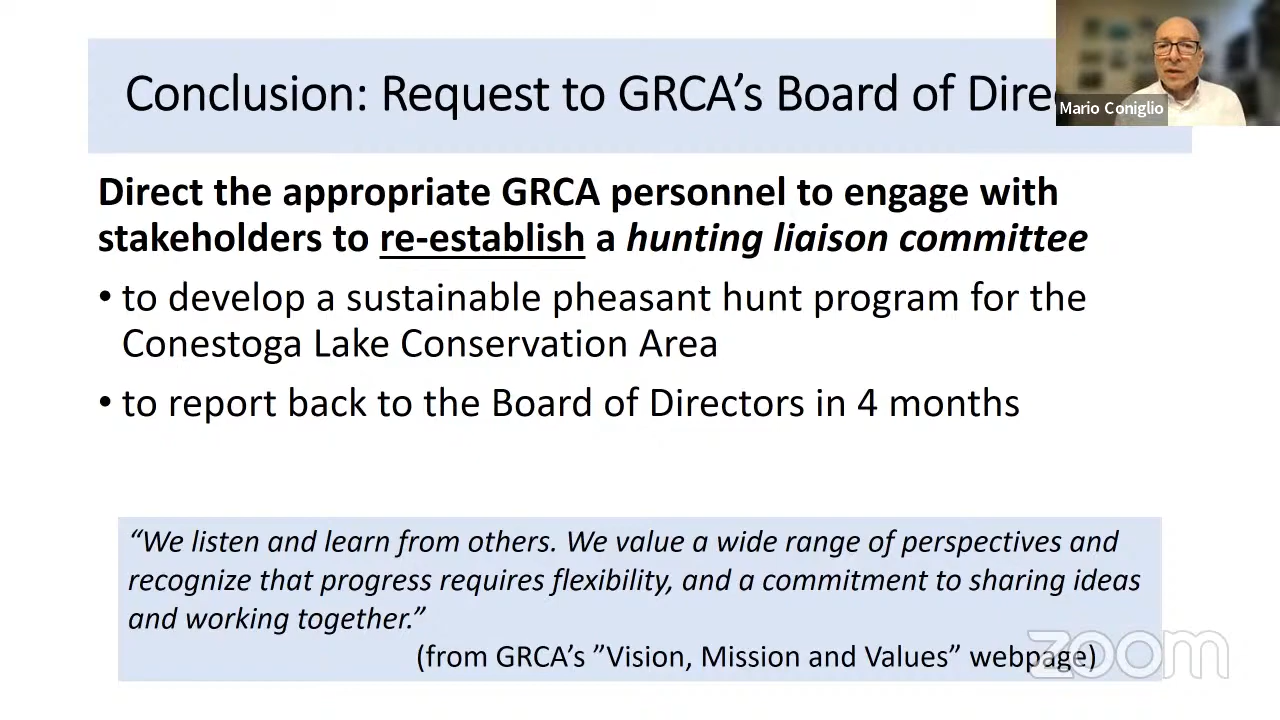 Conclusion: Request to GRCA’s Board of Dire
Mario Coniglio
Direct the appropriate GRCA personnel to engage with
stakeholders to re-establish a hunting liaison committee
• to develop a sustainable pheasant hunt program for the
Conestoga Lake Conservation Area
• to report back to the Board of Directors in 4 months
“We listen and learn from others. We value a wide range of perspectives and
recognize that progress requires flexibility, and a commitment to sharing ideas
and working together.”
(from GRCA’s ”Vision, Mission and Values” webpage)
zoom